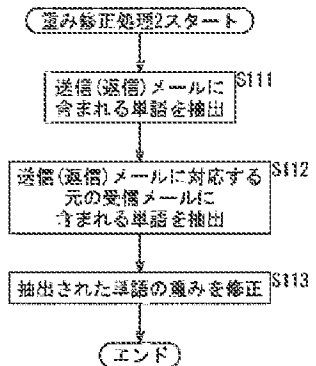 重み修正処理2スタート
送信(返信)メールに
含まれる単語を抽出
S111
送信(返信)メールに対応する
元の受信メールに
含まれる単語を抽出
S112
抽出された単語の重みを修正
S113
エンド